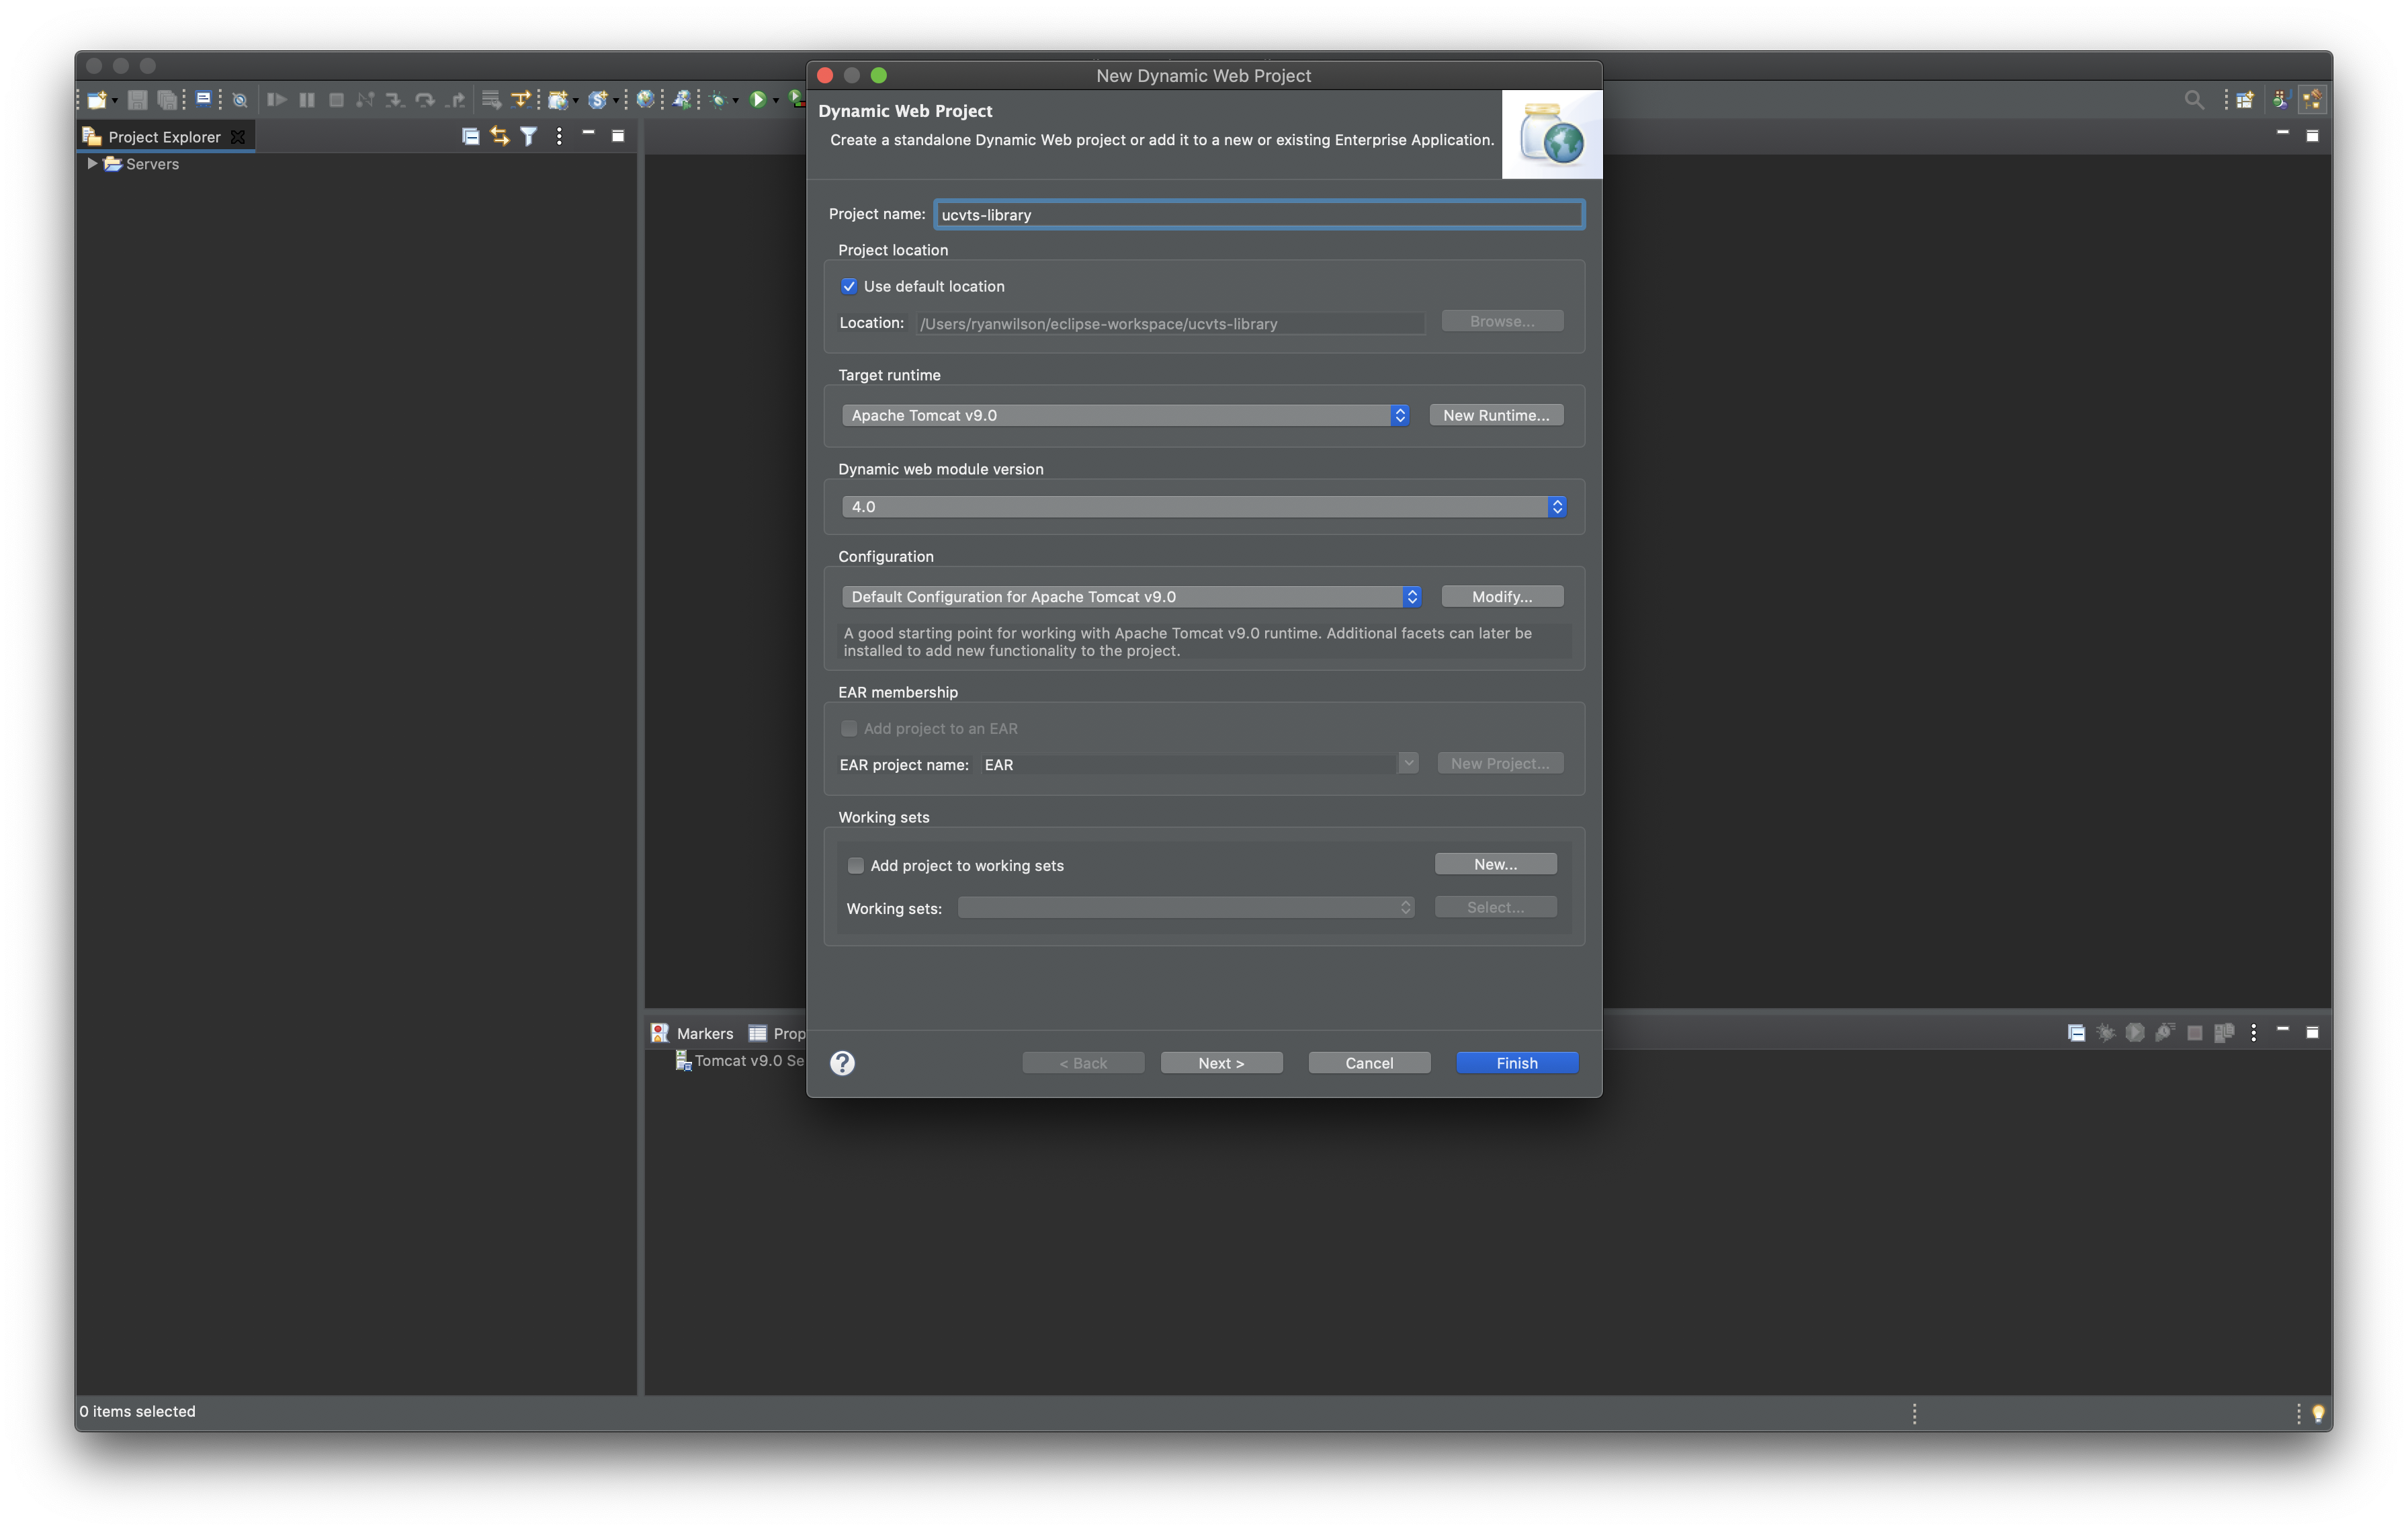 New Dynamic Web Project
Dynamic Web Project
Create a standalone Dynamic Web project or add it to a new or existing Enterprise Application.
Project Explorer
Servers
Project name: ucvts-library
Project location
Use default location
Location: /Users/ryanwilson/eclipse-workspace/ucvts-library Browse...
Target runtime
Apache Tomcat v9.0 New Runtime...
Dynamic web module version
4.0
Configuration
Default Configuration for Apache Tomcat v9.0 Modify...
A good starting point for working with Apache Tomcat v9.0 runtime. Additional facets can later be
installed to add new functionality to the project.
EAR membership
Add project to an EAR
EAR project name: EAR New Project...
Working sets
Add project to working sets New...
Working sets: Select...
Markers Prop
Tomcat v9.0 Se
? < Back Next > Cancel Finish
0 items selected